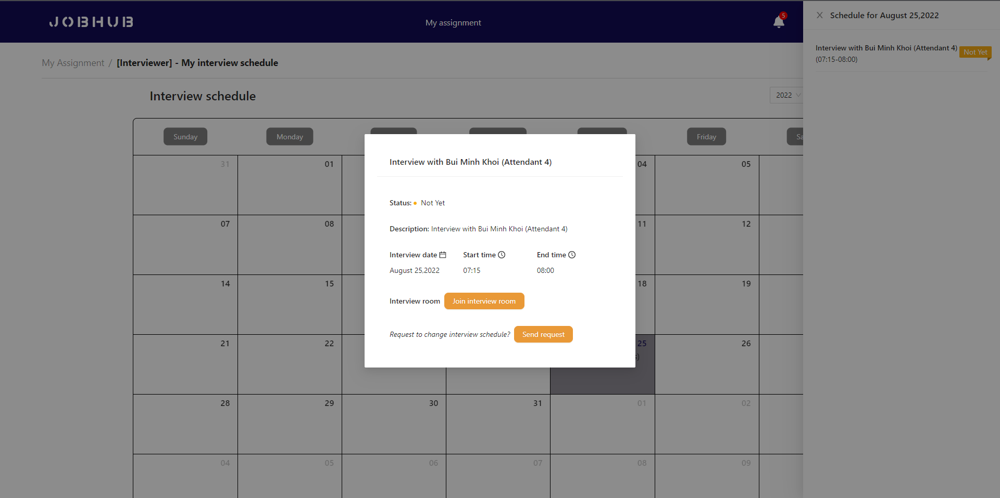 JOBHUB
My assignment
5
Schedule for August 25,2022
Interview with Bui Minh Khoi (Attendant 4)
(07:15-08:00)
Not Yet
My Assignment / [Interviewer] - My interview schedule
Interview schedule
2022
Sunday Monday Friday Sa
31 01 04 05
07 08 11 12
14 15 18 19
21 22 25 26
28 29 30 31 01 02
04 05 06 07 08 09
Interview with Bui Minh Khoi (Attendant 4)
Status: Not Yet
Description: Interview with Bui Minh Khoi (Attendant 4)
Interview date Start time End time
August 25,2022 07:15 08:00
Interview room Join interview room
Request to change interview schedule? Send request